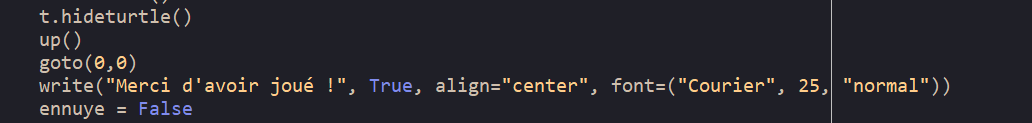 t.hideturtle()
up()
goto(0,0)
write("Merci d'avoir joué !", True, align="center", font=("Courier", 25, "normal"))
ennuye = False